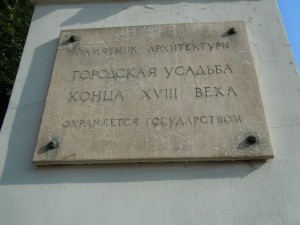 ПАМЯТНИК АРХИТЕКТУРЫ
ГОРОДСКАЯ УСАДЬБА
КОНЦА XVIII ВЕКА
ОХРАНЯЕТСЯ ГОСУДАРСТВОМ